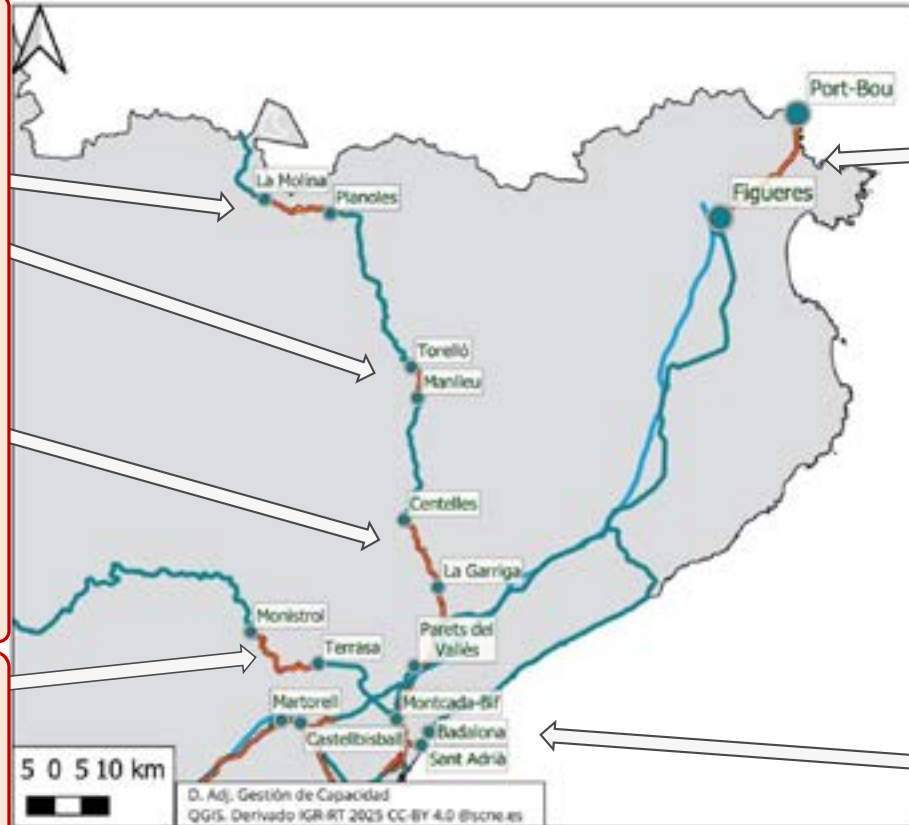 Port-Bou
La Molina
Planoles
Figueres
Torelló
Manlleu
Centelles
La Garriga
Monistrol
Parets del
Vallès
Terrasa
Martorell
Montcada-Bif
Castellbisball
Badalona
Sant Adrià
5 0 5 10 km
D. Adj. Gestión de Capacidad
QGIS. Derivado IGR-RT 2025 CC-BY 4.0 @scne.es